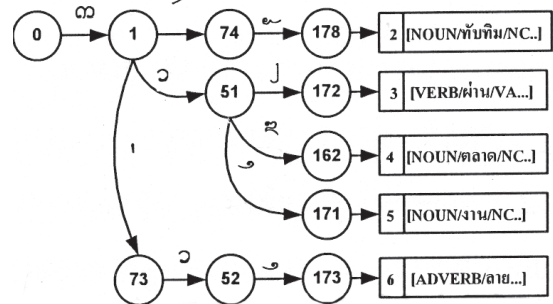 0 1 74 178 2 [NOUN/ทับทิม/NC..]
51 172 3 [VERB/ผ่าน/VA...]
162 4 [NOUN/ตลาด/NC..]
171 5 [NOUN/งาน/NC..]
73 52 173 6 [ADVERB/ลาย...]